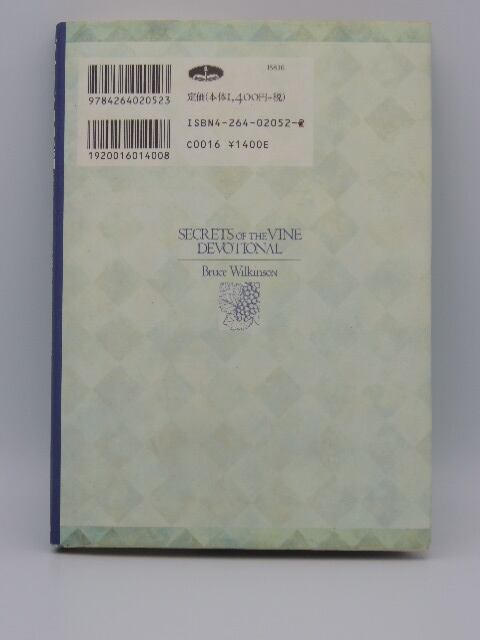 15836
9784264020523
定価(本体1,400円+税)
ISBN4-264-02052-
1920016014008
C0016 ¥1400E
SECRETS OF THE VINE
DEVOTIONAL
Bruce Wilkinson